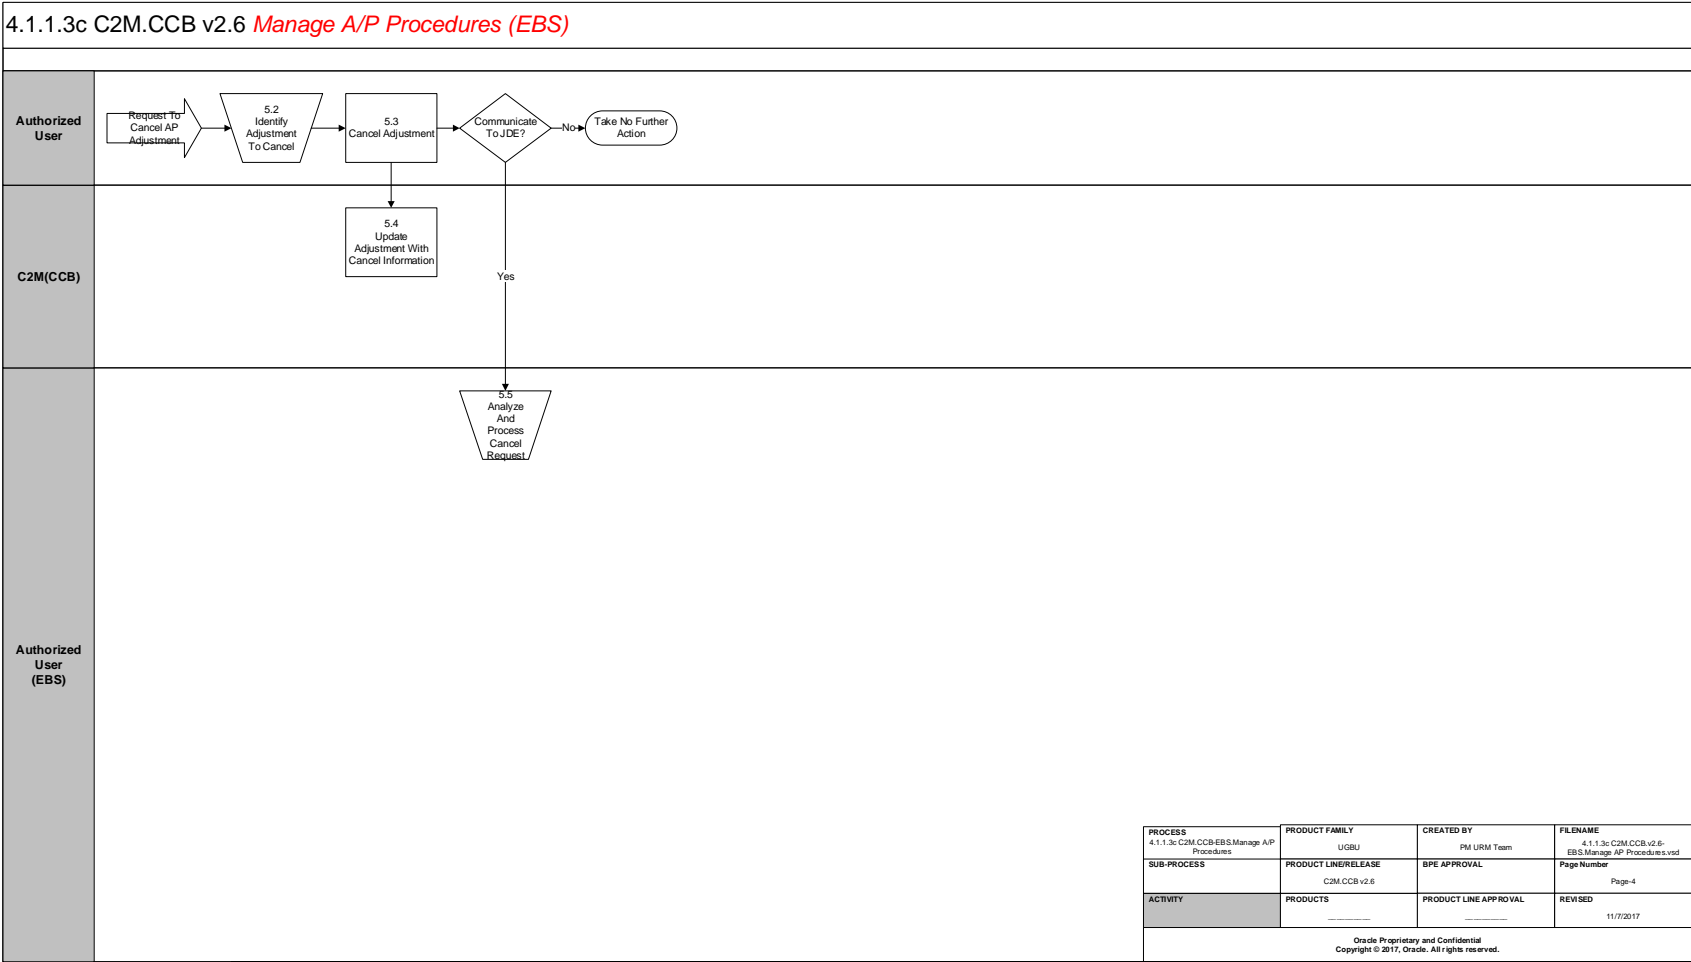 4.1.1.3c C2M.CCB v2.6 Manage A/P Procedures (EBS)
Authorized
User
Request To
Cancel AP
Adjustment
5.2
Identify
Adjustment
To Cancel
5.3
Cancel Adjustment
Communicate
To JDE?
No
Take No Further
Action
C2M(CCB)
5.4
Update
Adjustment With
Cancel Information
Yes
Authorized
User
(EBS)
5.5
Analyze
And
Process
Cancel
Request
PROCESS
4.1.1.3c C2M.CCB-EBS.Manage A/P
Procedures
PRODUCT FAMILY
UGBU
CREATED BY
PM URM Team
FILENAME
4.1.1.3c C2M.CCB.v2.6-
EBS.Manage AP Procedures.vsd
SUB-PROCESS
PRODUCT LINE/RELEASE
C2M.CCB v2.6
BPE APPROVAL
Page Number
Page-4
ACTIVITY
PRODUCTS
PRODUCT LINE APPROVAL
REVISED
11/7/2017
Oracle Proprietary and Confidential
Copyright © 2017, Oracle. All rights reserved.